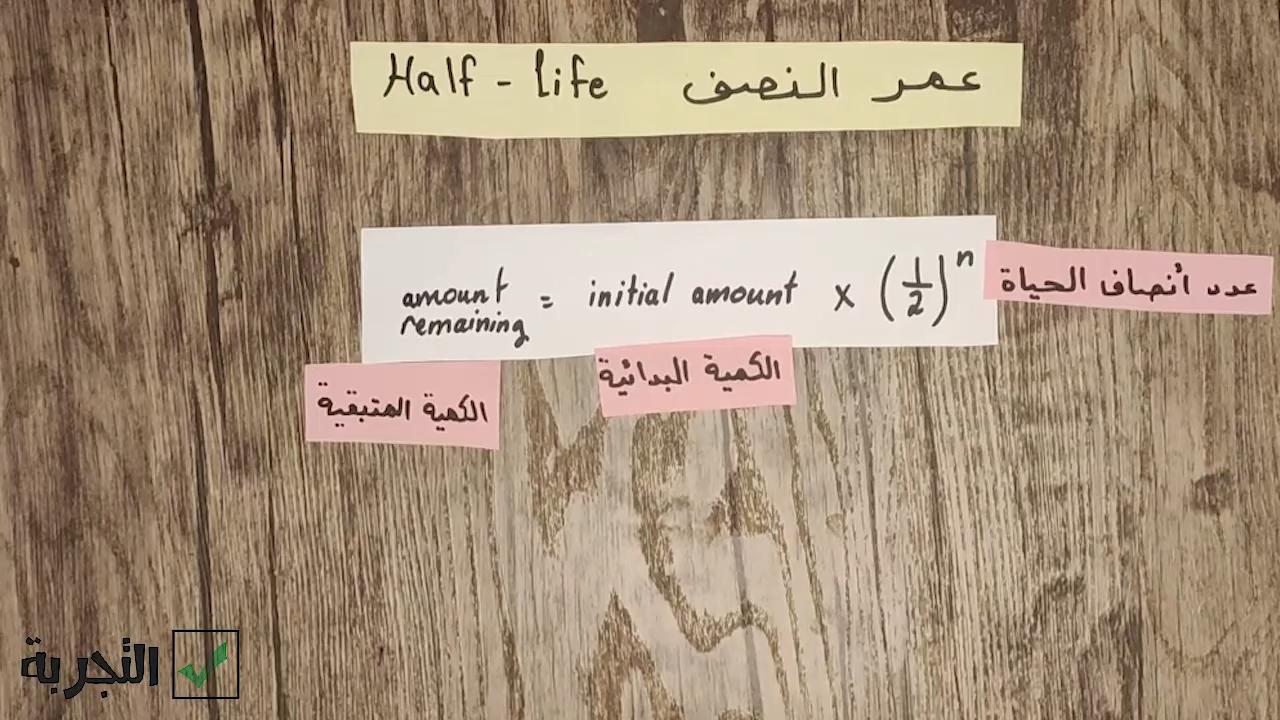 Half - life عمر النصف
amount remaining = initial amount x (1/2)^n
عدد أنصاف الحياة
الكمية البدائية
الكمية المتبقية
التجربة